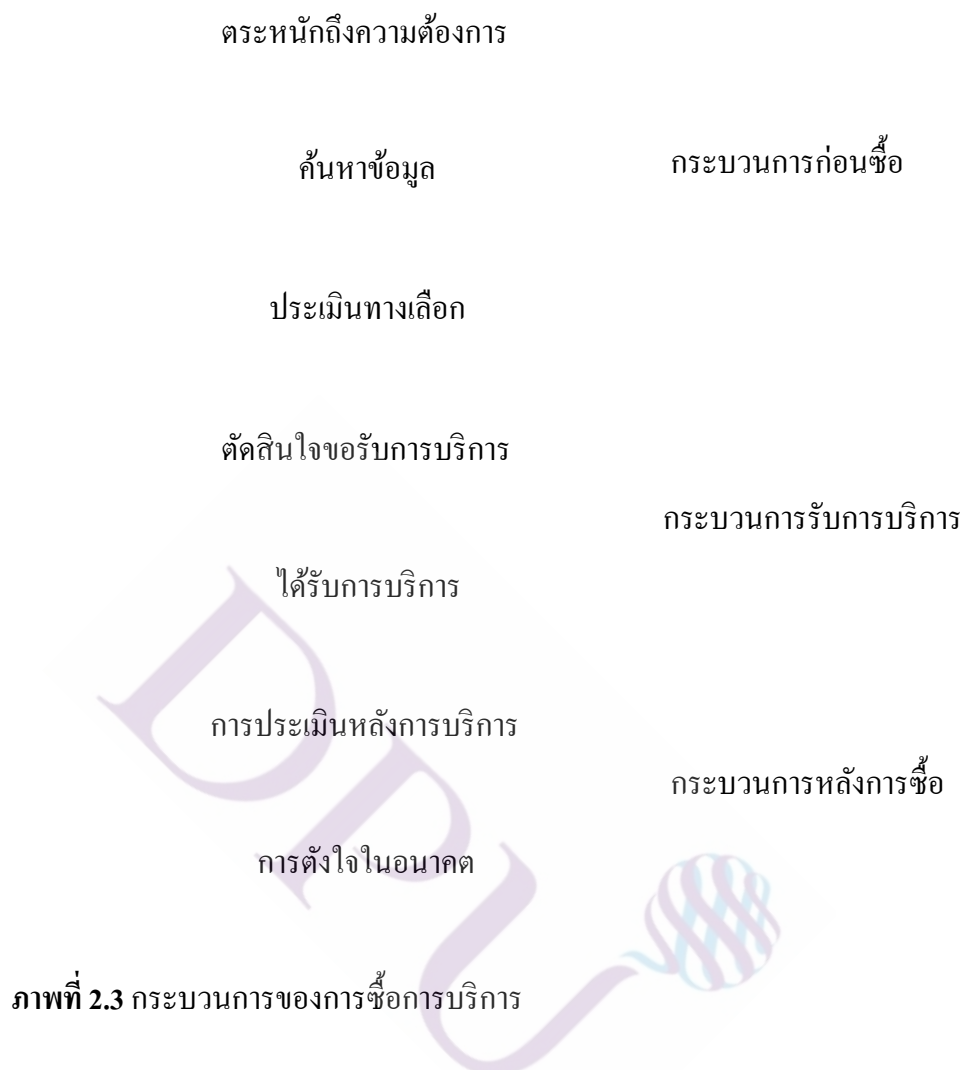 ตระหนักถึงความต้องการ
ค้นหาข้อมูล
กระบวนการก่อนซื้อ
ประเมินทางเลือก
ตัดสินใจขอรับการบริการ
กระบวนการรับการบริการ
ได้รับการบริการ
การประเมินหลังการบริการ
กระบวนการหลังการซื้อ
การตังใจในอนาคต
ภาพที่ 2.3 กระบวนการของการซื้อการบริการ
DPU